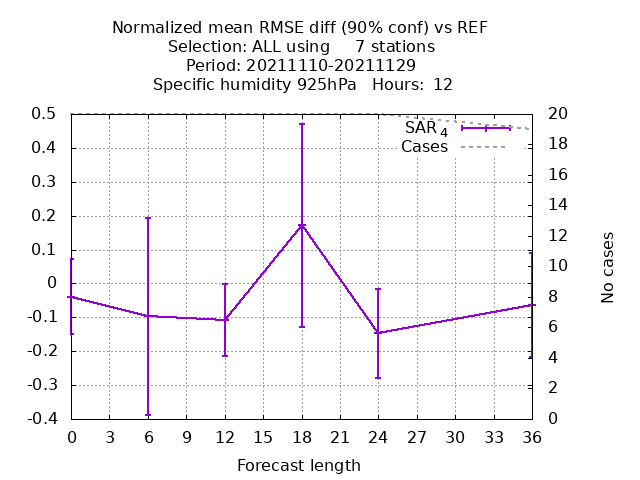 Normalized mean RMSE diff (90% conf) vs REF
Selection: ALL using     7 stations
Period: 20211110-20211129
Specific humidity 925hPa   Hours:  12
0.5
0.4
0.3
0.2
0.1
0
-0.1
-0.2
-0.3
-0.4
SAR 4
Cases
20
18
16
14
12
10
8
6
4
2
0
No cases
0 3 6 9 12 15 18 21 24 27 30 33 36
Forecast length